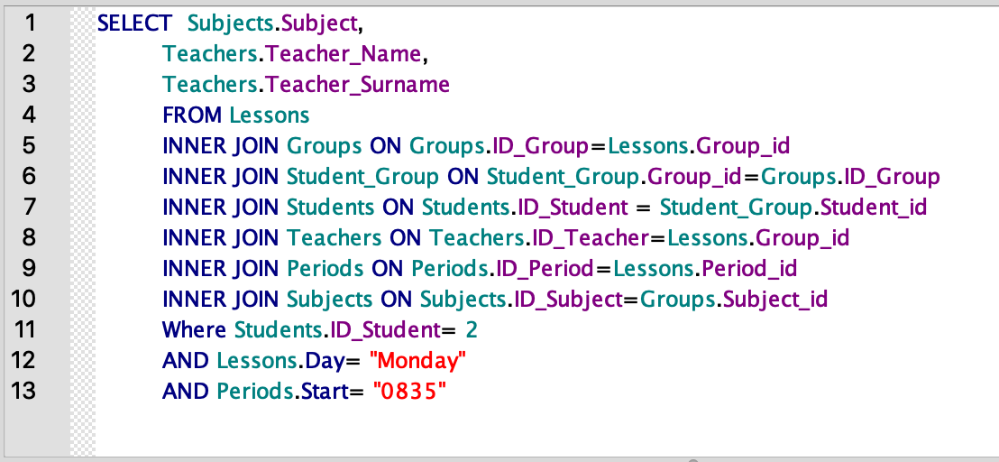 1 SELECT Subjects.Subject,
2 Teachers.Teacher_Name,
3 Teachers.Teacher_Surname
4 FROM Lessons
5 INNER JOIN Groups ON Groups.ID_Group=Lessons.Group_id
6 INNER JOIN Student_Group ON Student_Group.Group_id=Groups.ID_Group
7 INNER JOIN Students ON Students.ID_Student = Student_Group.Student_id
8 INNER JOIN Teachers ON Teachers.ID_Teacher=Lessons.Group_id
9 INNER JOIN Periods ON Periods.ID_Period=Lessons.Period_id
10 INNER JOIN Subjects ON Subjects.ID_Subject=Groups.Subject_id
11 Where Students.ID_Student= 2
12 AND Lessons.Day= "Monday"
13 AND Periods.Start= "0835"